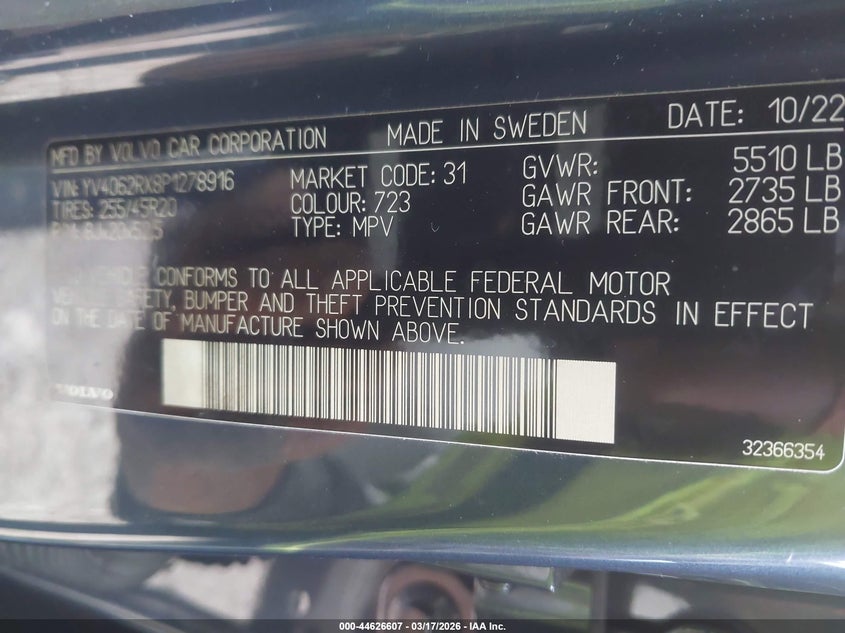 MFD BY VOLVO CAR CORPORATION MADE IN SWEDEN DATE: 10/22
VIN: YV4062RX8P1278916 MARKET CODE: 31 GVWR: 5510 LB
TIRES: 255/45R20 COLOUR: 723 GAWR FRONT: 2735 LB
TYPE: MPV GAWR REAR: 2865 LB
VEHICLE CONFORMS TO ALL APPLICABLE FEDERAL MOTOR
SAFETY, BUMPER AND THEFT PREVENTION STANDARDS IN EFFECT
ON THE DATE OF MANUFACTURE SHOWN ABOVE.
VOLVO
32366354
000-44626607 - 03/17/2026 - IAA Inc.